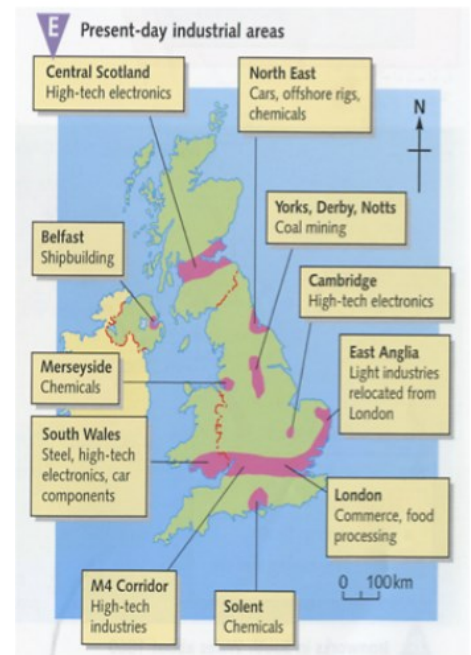 E Present-day industrial areas
Central Scotland
High-tech electronics
North East
Cars, offshore rigs,
chemicals
N
Yorks, Derby, Notts
Coal mining
Belfast
Shipbuilding
Cambridge
High-tech electronics
East Anglia
Light industries
relocated from
London
Merseyside
Chemicals
South Wales
Steel, high-tech
electronics, car
components
London
Commerce, food
processing
M4 Corridor
High-tech
industries
Solent
Chemicals
0 100km